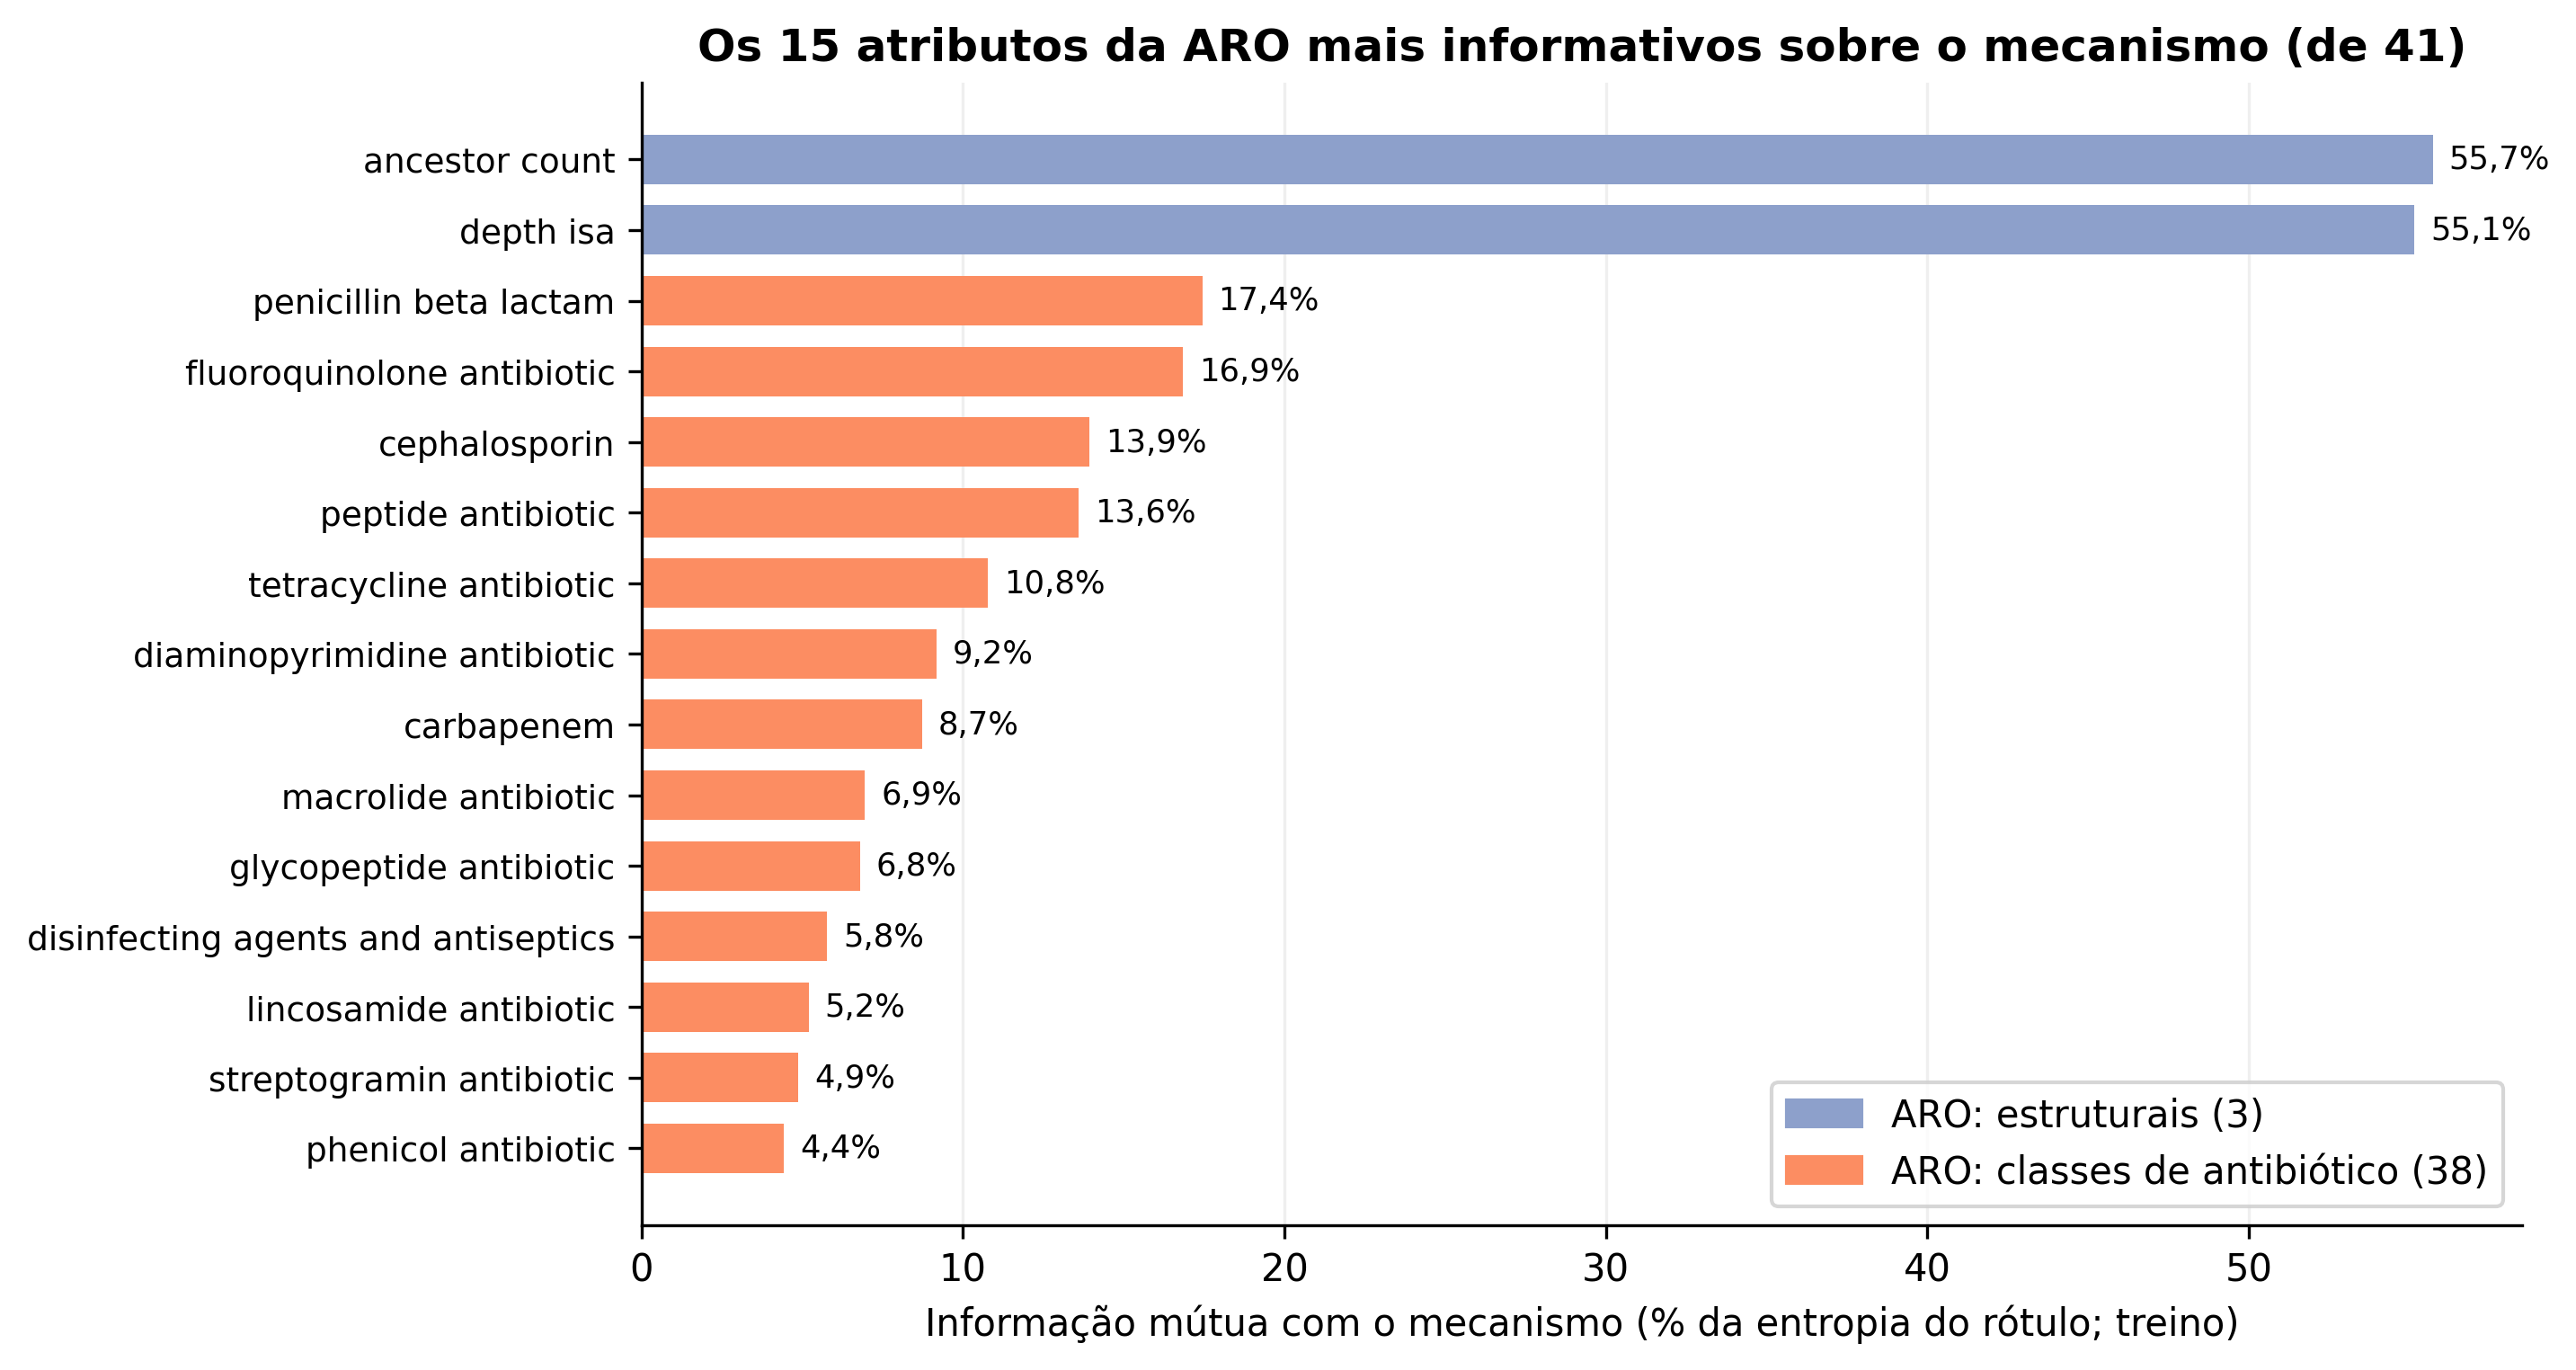 Os 15 atributos da ARO mais informativos sobre o mecanismo (de 41)
ancestor count 55,7%
depth isa 55,1%
penicillin beta lactam 17,4%
fluoroquinolone antibiotic 16,9%
cephalosporin 13,9%
peptide antibiotic 13,6%
tetracycline antibiotic 10,8%
diaminopyrimidine antibiotic 9,2%
carbapenem 8,7%
macrolide antibiotic 6,9%
glycopeptide antibiotic 6,8%
disinfecting agents and antiseptics 5,8%
lincosamide antibiotic 5,2%
streptogramin antibiotic 4,9%
phenicol antibiotic 4,4%
ARO: estruturais (3)
ARO: classes de antibiótico (38)
0 10 20 30 40 50
Informação mútua com o mecanismo (% da entropia do rótulo; treino)